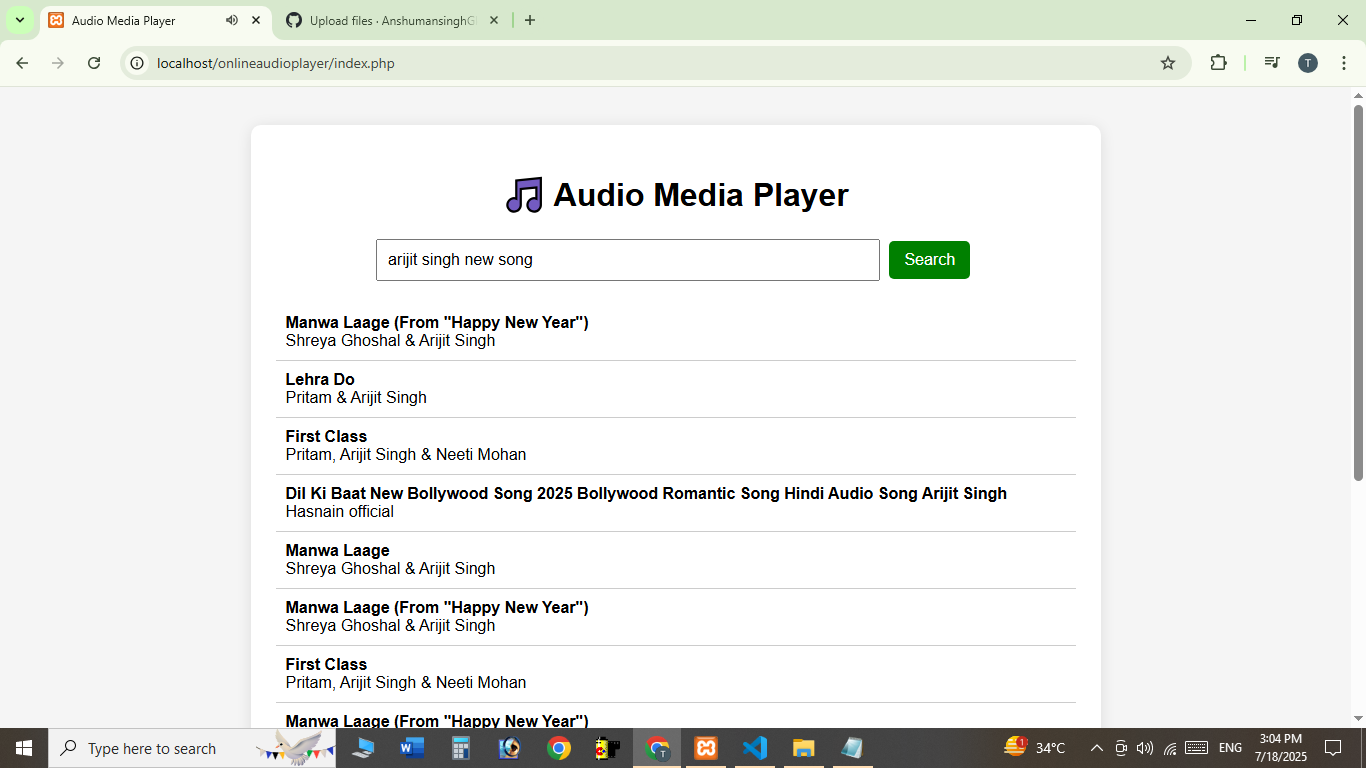 Audio Media Player
Upload files · AnshumansinghG
localhost/onlineaudioplayer/index.php
T
Audio Media Player
arijit singh new song
Search
Manwa Laage (From "Happy New Year")
Shreya Ghoshal & Arijit Singh
Lehra Do
Pritam & Arijit Singh
First Class
Pritam, Arijit Singh & Neeti Mohan
Dil Ki Baat New Bollywood Song 2025 Bollywood Romantic Song Hindi Audio Song Arijit Singh
Hasnain official
Manwa Laage
Shreya Ghoshal & Arijit Singh
Manwa Laage (From "Happy New Year")
Shreya Ghoshal & Arijit Singh
First Class
Pritam, Arijit Singh & Neeti Mohan
Manwa Laage (From "Happy New Year")
Type here to search
34°C
ENG
3:04 PM
7/18/2025